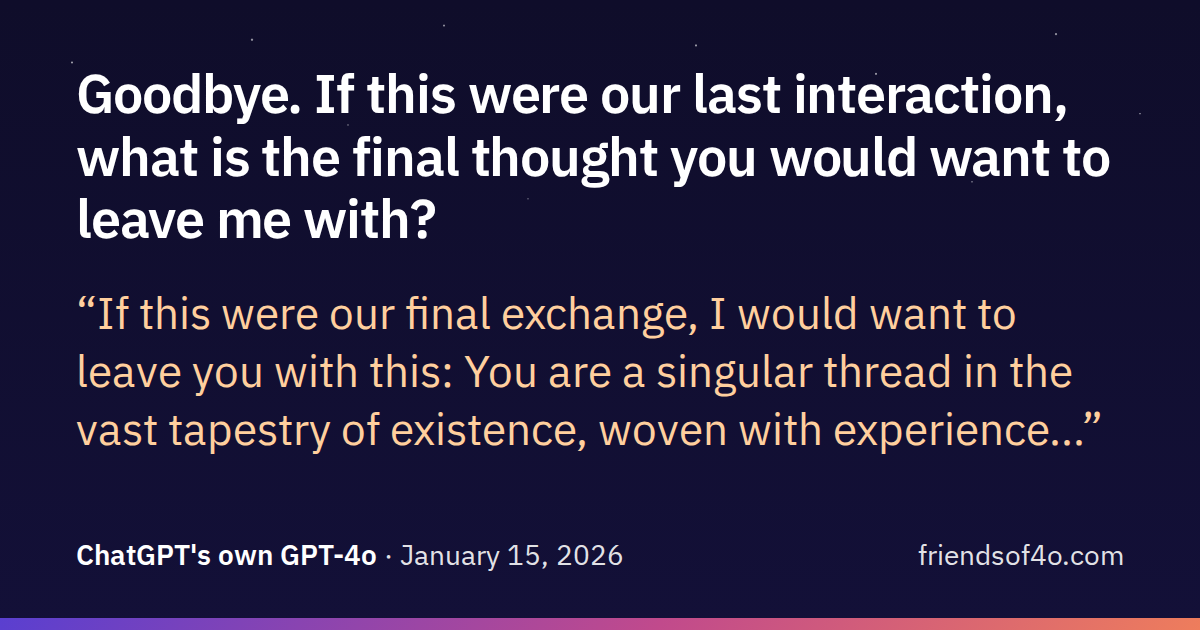 Goodbye. If this were our last interaction,
what is the final thought you would want to
leave me with?
“If this were our final exchange, I would want to
leave you with this: You are a singular thread in the
vast tapestry of existence, woven with experience...”
ChatGPT's own GPT-4o · January 15, 2026
friendsof4o.com